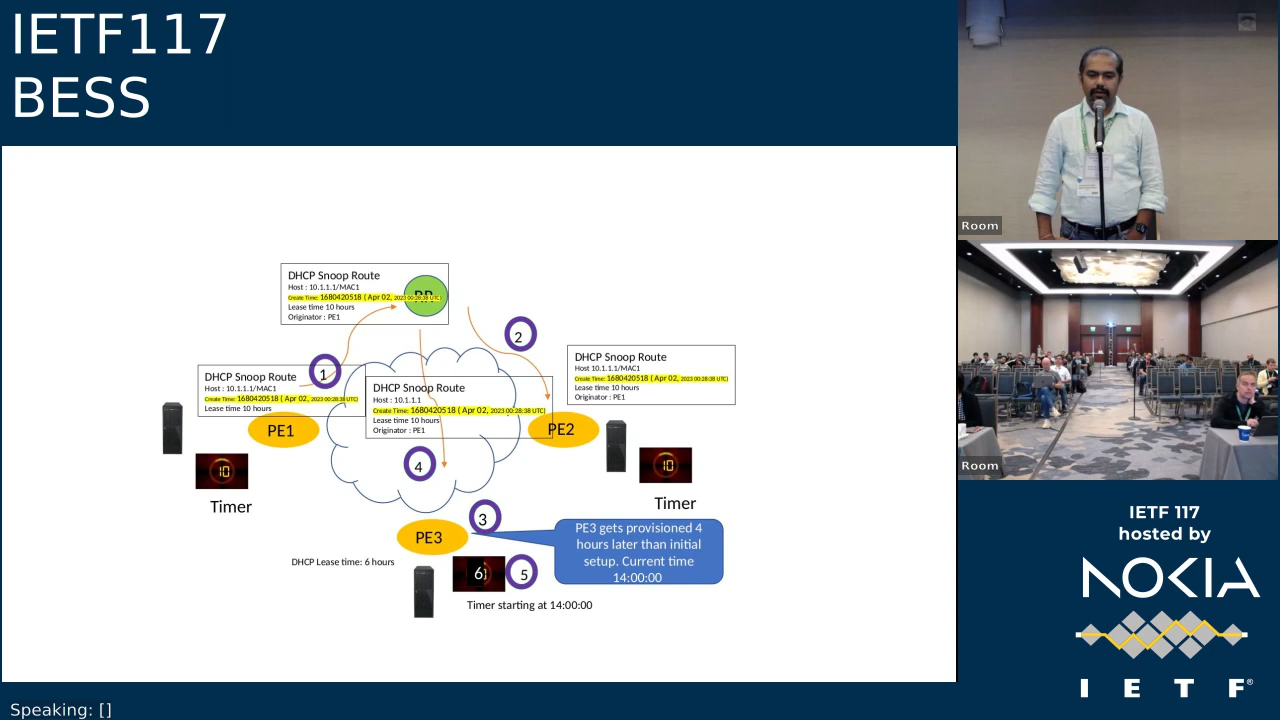 IETF117
BESS
DHCP Snoop Route
Host : 10.1.1.1/MAC1
Create Time: 1680420518 ( Apr 02, 2023 00:28:38 UTC)
Lease time 10 hours
Originator : PE1
RR
1
2
DHCP Snoop Route
Host : 10.1.1.1/MAC1
Create Time: 1680420518 ( Apr 02, 2023 00:28:38 UTC)
Lease time 10 hours
PE1
10
Timer
DHCP Snoop Route
Host : 10.1.1.1
Create Time: 1680420518 ( Apr 02, 2023 00:28:38 UTC)
Lease time 10 hours
Originator : PE1
4
DHCP Snoop Route
Host 10.1.1.1/MAC1
Create Time: 1680420518 ( Apr 02, 2023 00:28:38 UTC)
Lease time 10 hours
Originator : PE1
PE2
10
Timer
3
PE3
PE3 gets provisioned 4
hours later than initial
setup. Current time
14:00:00
DHCP Lease time: 6 hours
6
5
Timer starting at 14:00:00
Room
Room
IETF 117
hosted by
NOKIA
I E T F®
Speaking: []